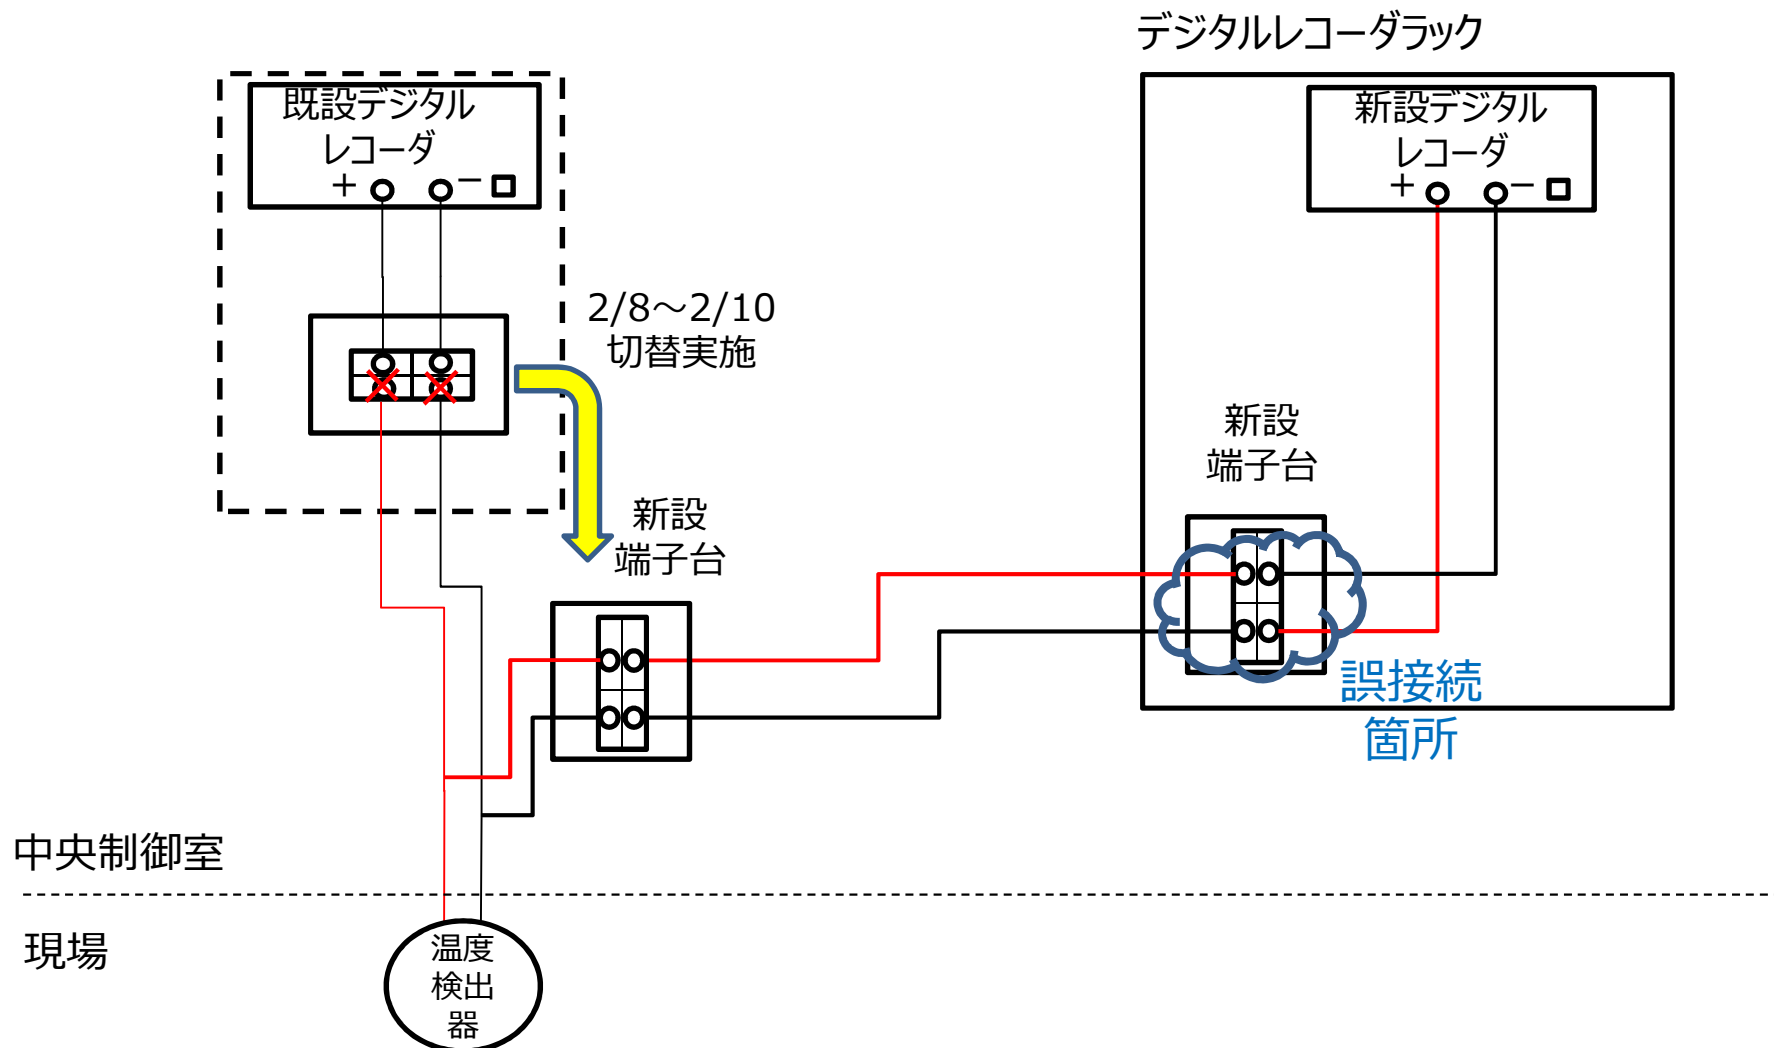 デジタルレコーダラック
既設デジタル
レコーダ
+ −
新設デジタル
レコーダ
+ −
2/8～2/10
切替実施
新設
端子台
新設
端子台
誤接続
箇所
中央制御室
現場
温度
検出
器